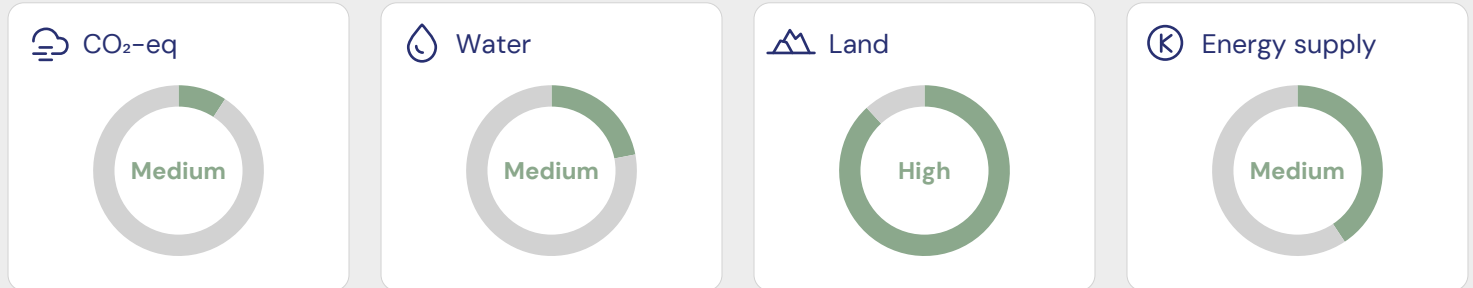 CO₂-eq
Medium
Water
Medium
Land
High
Energy supply
Medium